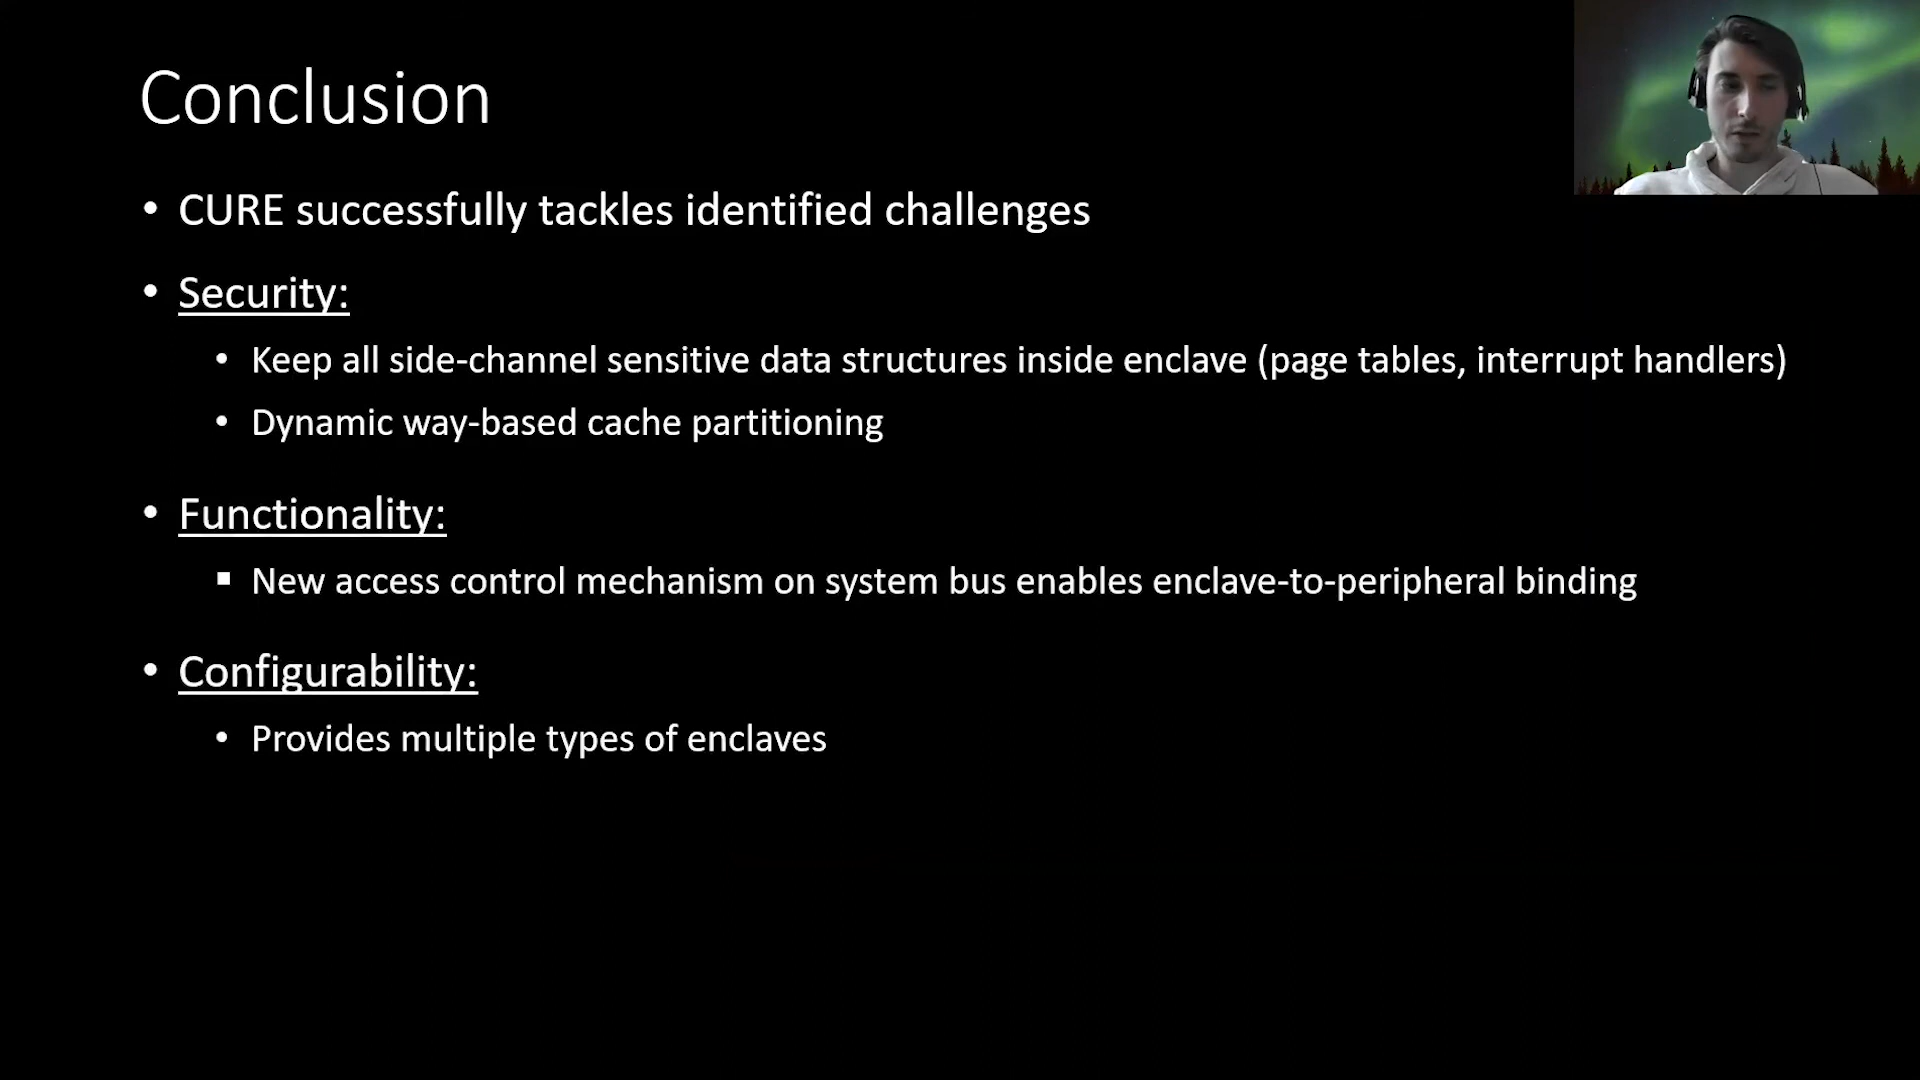 Conclusion
• CURE successfully tackles identified challenges
• Security:
• Keep all side-channel sensitive data structures inside enclave (page tables, interrupt handlers)
• Dynamic way-based cache partitioning
• Functionality:
▪ New access control mechanism on system bus enables enclave-to-peripheral binding
• Configurability:
• Provides multiple types of enclaves